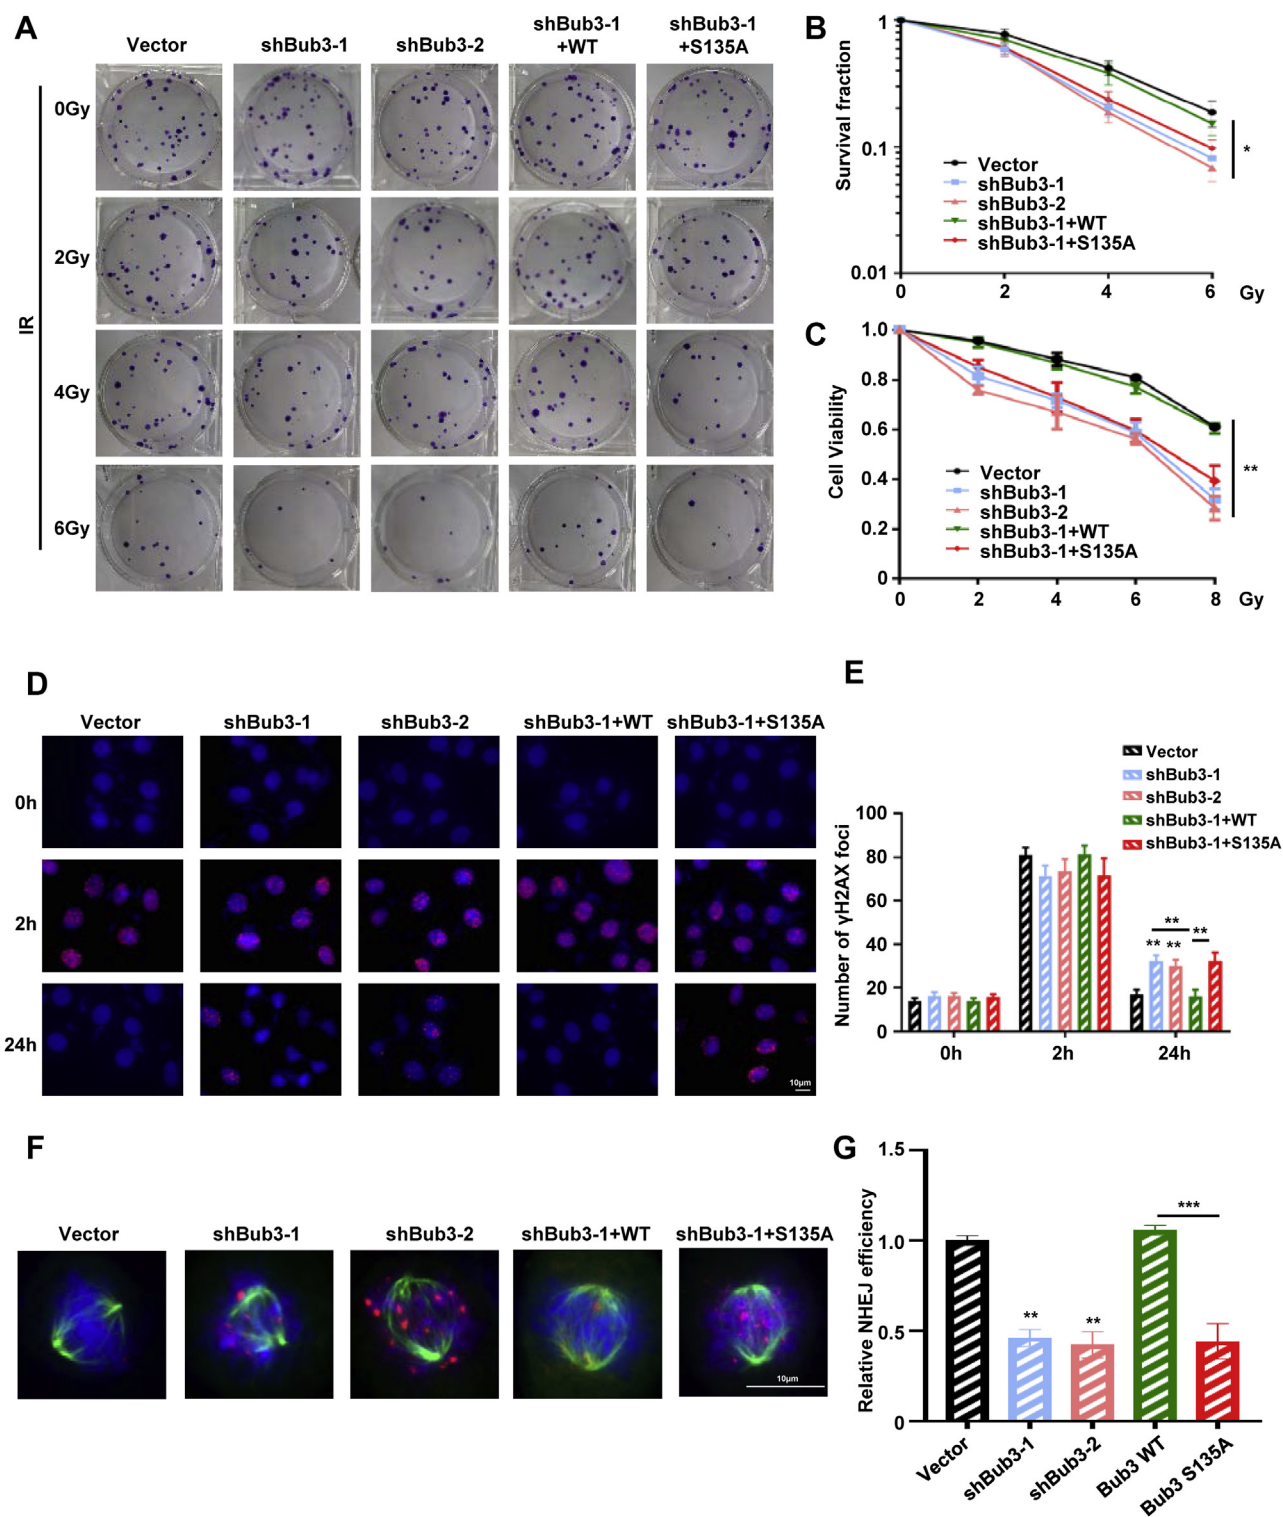 A
Vector
shBub3-1
shBub3-2
shBub3-1
+WT
shBub3-1
+S135A
IR
0Gy
2Gy
4Gy
6Gy
B
Survival fraction
1
0.1
0.01
Vector
shBub3-1
shBub3-2
shBub3-1+WT
shBub3-1+S135A
*
0 2 4 6 Gy
C
Cell Viability
1.0
0.8
0.6
0.4
0.2
0
Vector
shBub3-1
shBub3-2
shBub3-1+WT
shBub3-1+S135A
**
0 2 4 6 8 Gy
D
Vector shBub3-1 shBub3-2 shBub3-1+WT shBub3-1+S135A
0h
2h
24h
10μm
E
Vector
shBub3-1
shBub3-2
shBub3-1+WT
shBub3-1+S135A
Number of γH2AX foci
100
80
60
40
20
0
** **
** **
0h 2h 24h
F
Vector shBub3-1 shBub3-2 shBub3-1+WT shBub3-1+S135A
10μm
G
Relative NHEJ efficiency
1.5
1.0
0.5
0
***
** **
Vector
shBub3-1
shBub3-2
Bub3 WT
Bub3 S135A